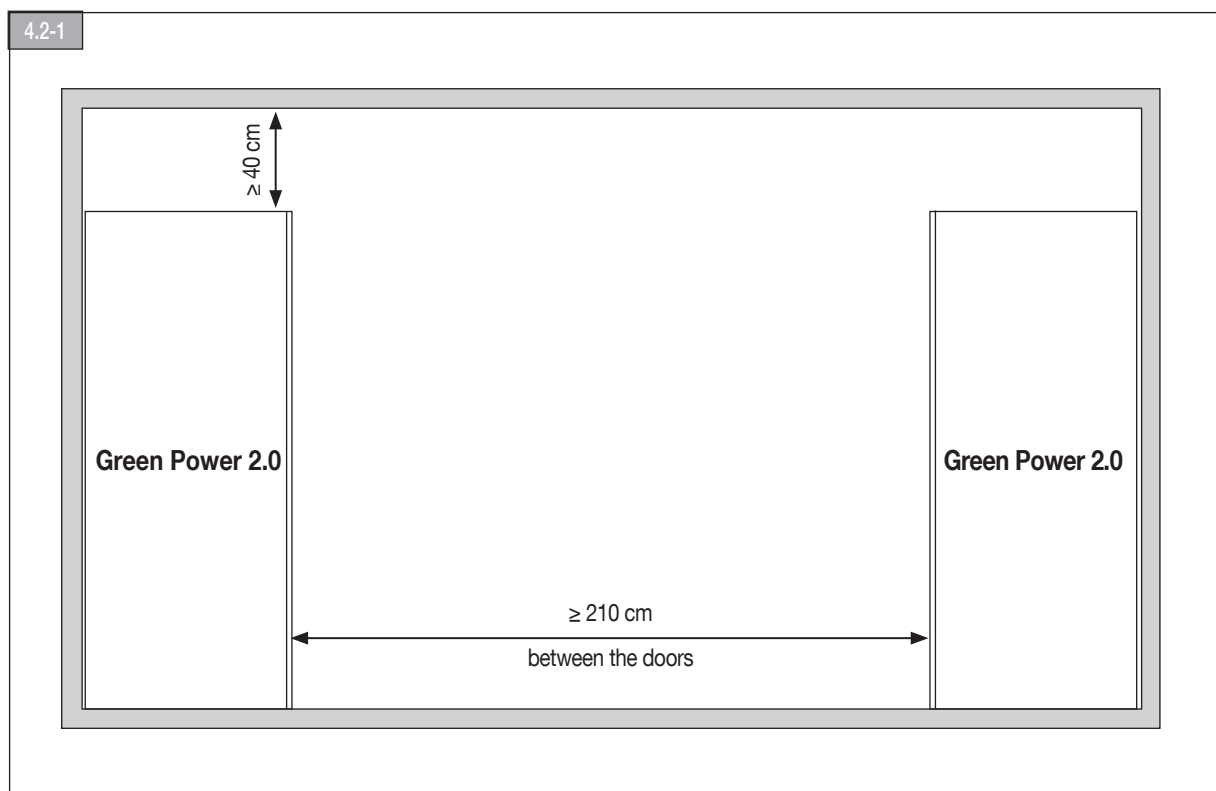 4.2-1
≥ 40 cm
Green Power 2.0
Green Power 2.0
≥ 210 cm
between the doors